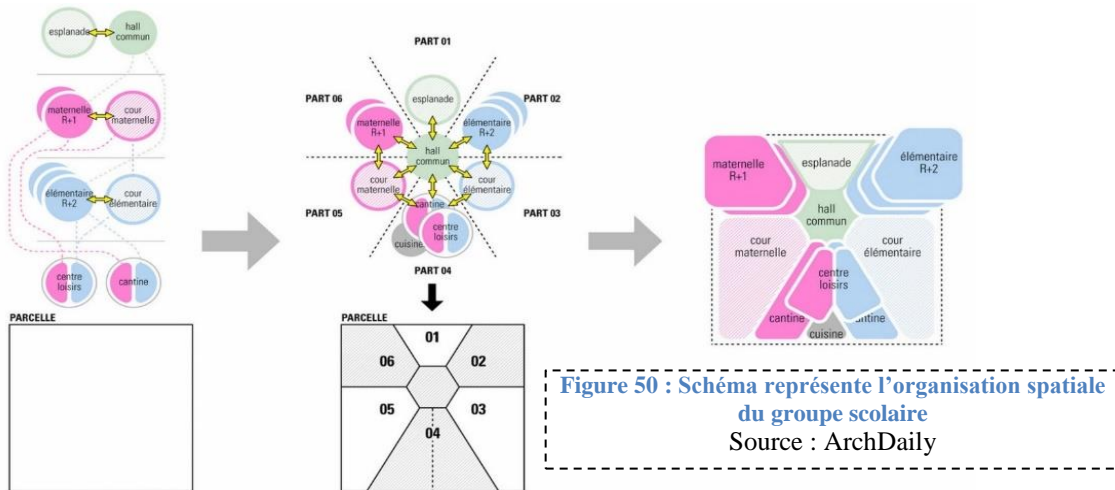 esplanade
hall
commun
maternelle
R+1
cour
maternelle
élémentaire
R+2
cour
élémentaire
centre
loisirs
cantine
PARCELLE
PART 01
PART 06
PART 02
esplanade
maternelle
R+1
élémentaire
R+2
hall
commun
cour
maternelle
cour
élémentaire
PART 05
PART 03
cantine
centre
loisirs
cuisine
PART 04
PARCELLE
01
06
02
05
03
04
maternelle
R+1
esplanade
élémentaire
R+2
hall
commun
cour
maternelle
cour
élémentaire
centre
loisirs
cantine
cantine
cuisine
Figure 50 : Schéma représente l’organisation spatiale
du groupe scolaire
Source : ArchDaily